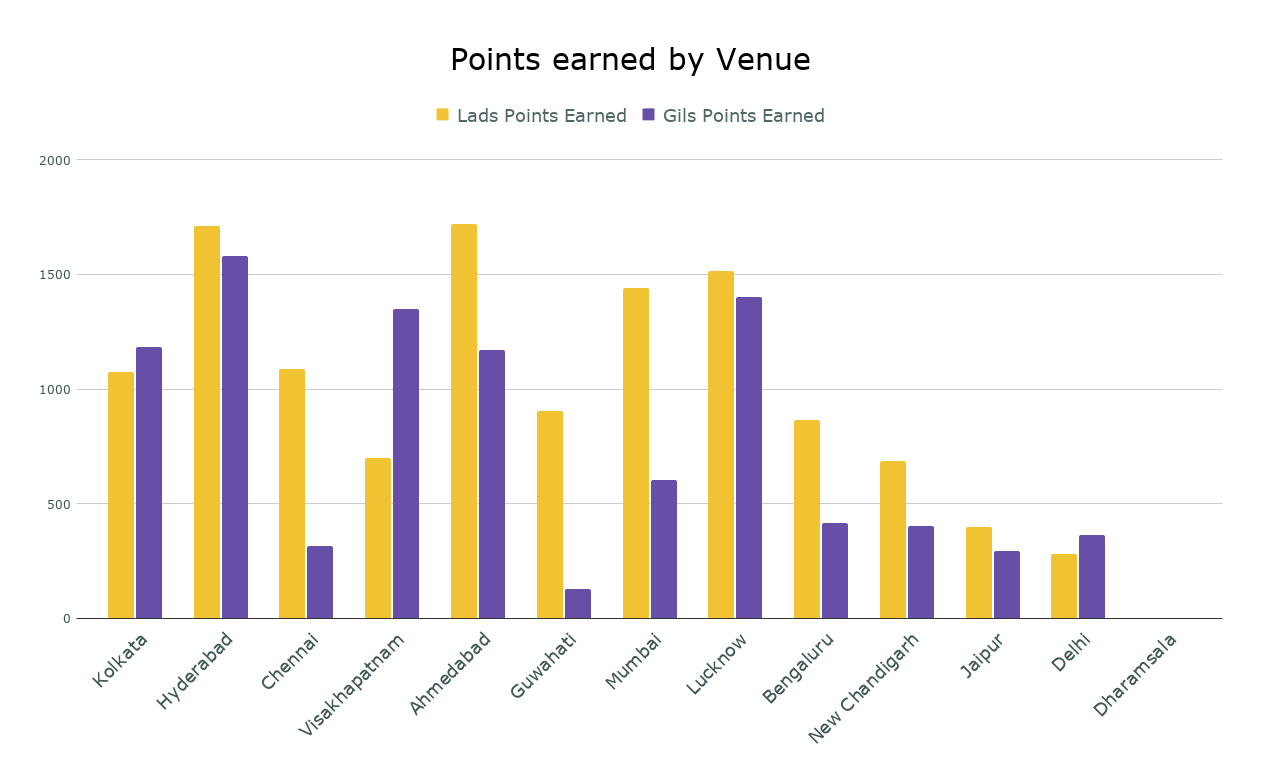 Points earned by Venue
Lads Points Earned Gils Points Earned
2000
1500
1000
500
0
Kolkata
Hyderabad
Chennai
Visakhapatnam
Ahmedabad
Guwahati
Mumbai
Lucknow
Bengaluru
New Chandigarh
Jaipur
Delhi
Dharamsala